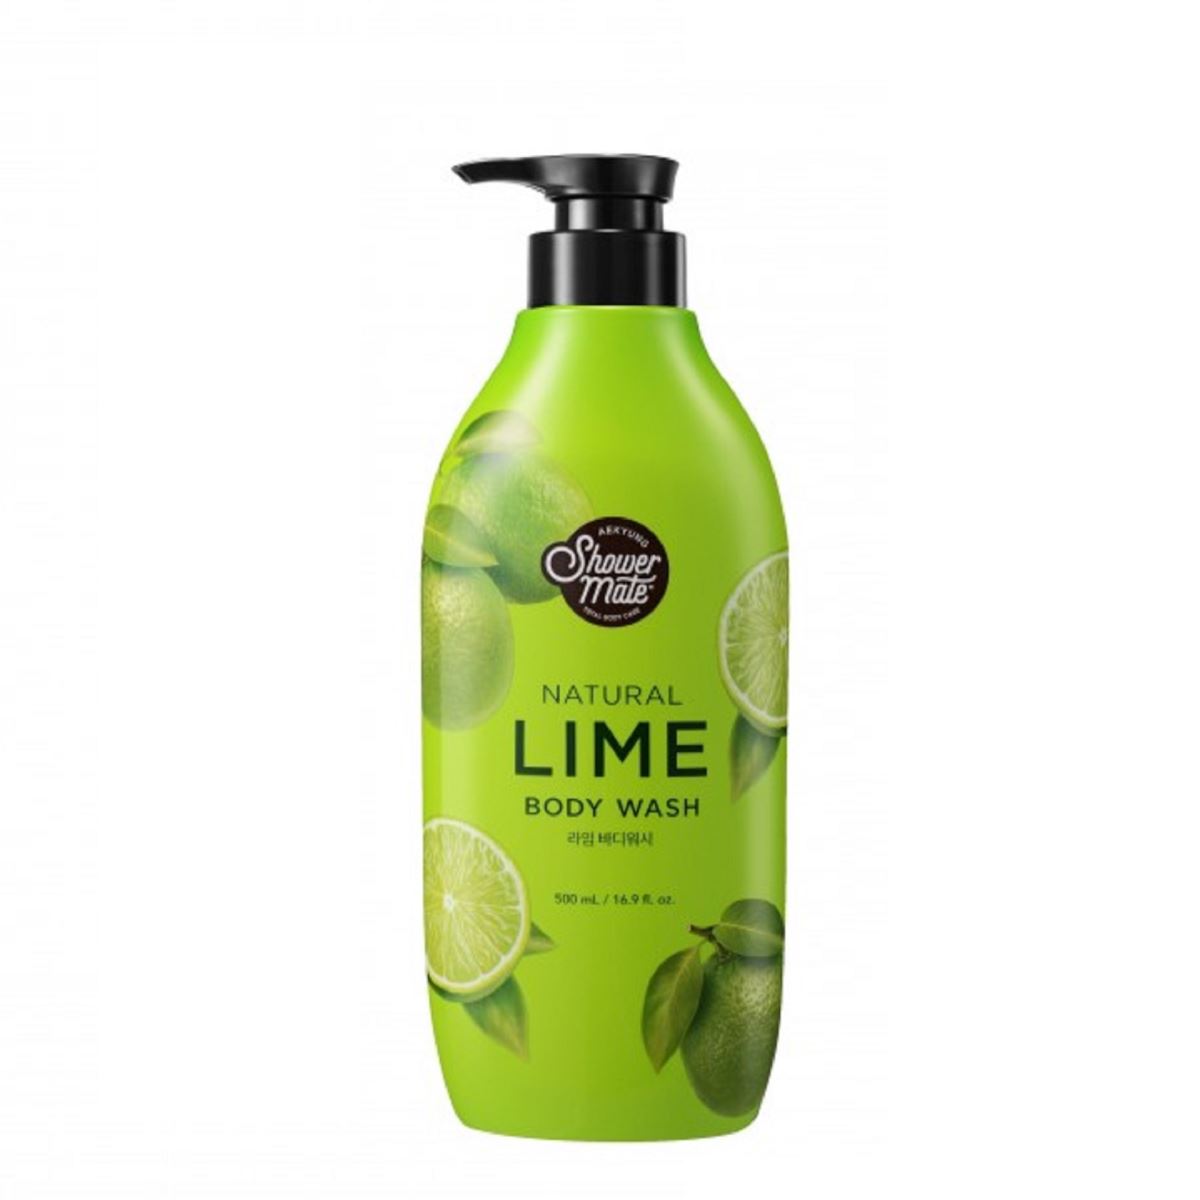 AEKYUNG
Shower
Mate
TOTAL BODY CARE
NATURAL
LIME
BODY WASH
라임 바디워시
500 mL / 16.9 fl. oz.